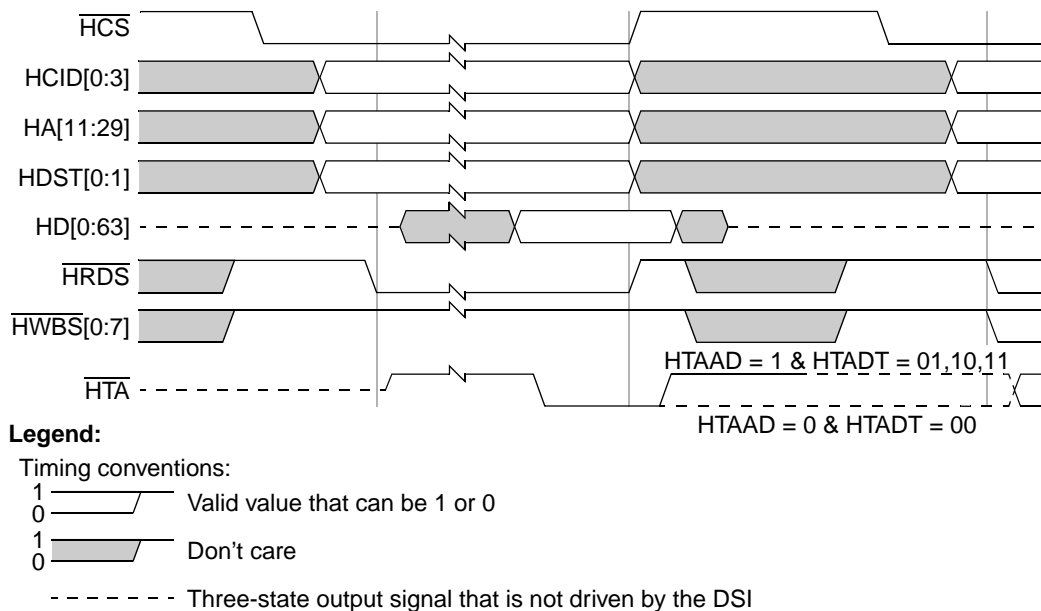 HCS
HCID[0:3]
HA[11:29]
HDST[0:1]
HD[0:63]
HRDS
HWBS[0:7]
HTAAD = 1 & HTADT = 01,10,11
HTA
HTAAD = 0 & HTADT = 00
Legend:
Timing conventions:
1
0
Valid value that can be 1 or 0
1
0
Don't care
Three-state output signal that is not driven by the DSI